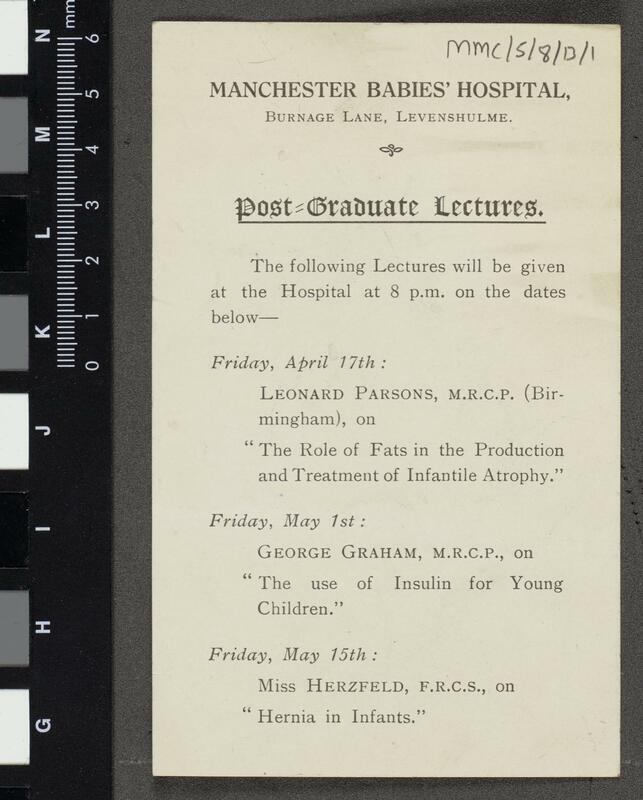 MMC/5/8/D/1
MANCHESTER BABIES' HOSPITAL,
BURNAGE LANE, LEVENSHULME.
Post-Graduate Lectures.
The following Lectures will be given
at the Hospital at 8 p.m. on the dates
below—
Friday, April 17th:
LEONARD PARSONS, M.R.C.P. (Bir-
mingham), on
"The Role of Fats in the Production
and Treatment of Infantile Atrophy."
Friday, May 1st:
GEORGE GRAHAM, M.R.C.P., on
"The use of Insulin for Young
Children."
Friday, May 15th:
MISS HERZFELD, F.R.C.S., on
"Hernia in Infants."
mm
6
5
4
3
2
1
0
N
M
L
K
J
I
H
G